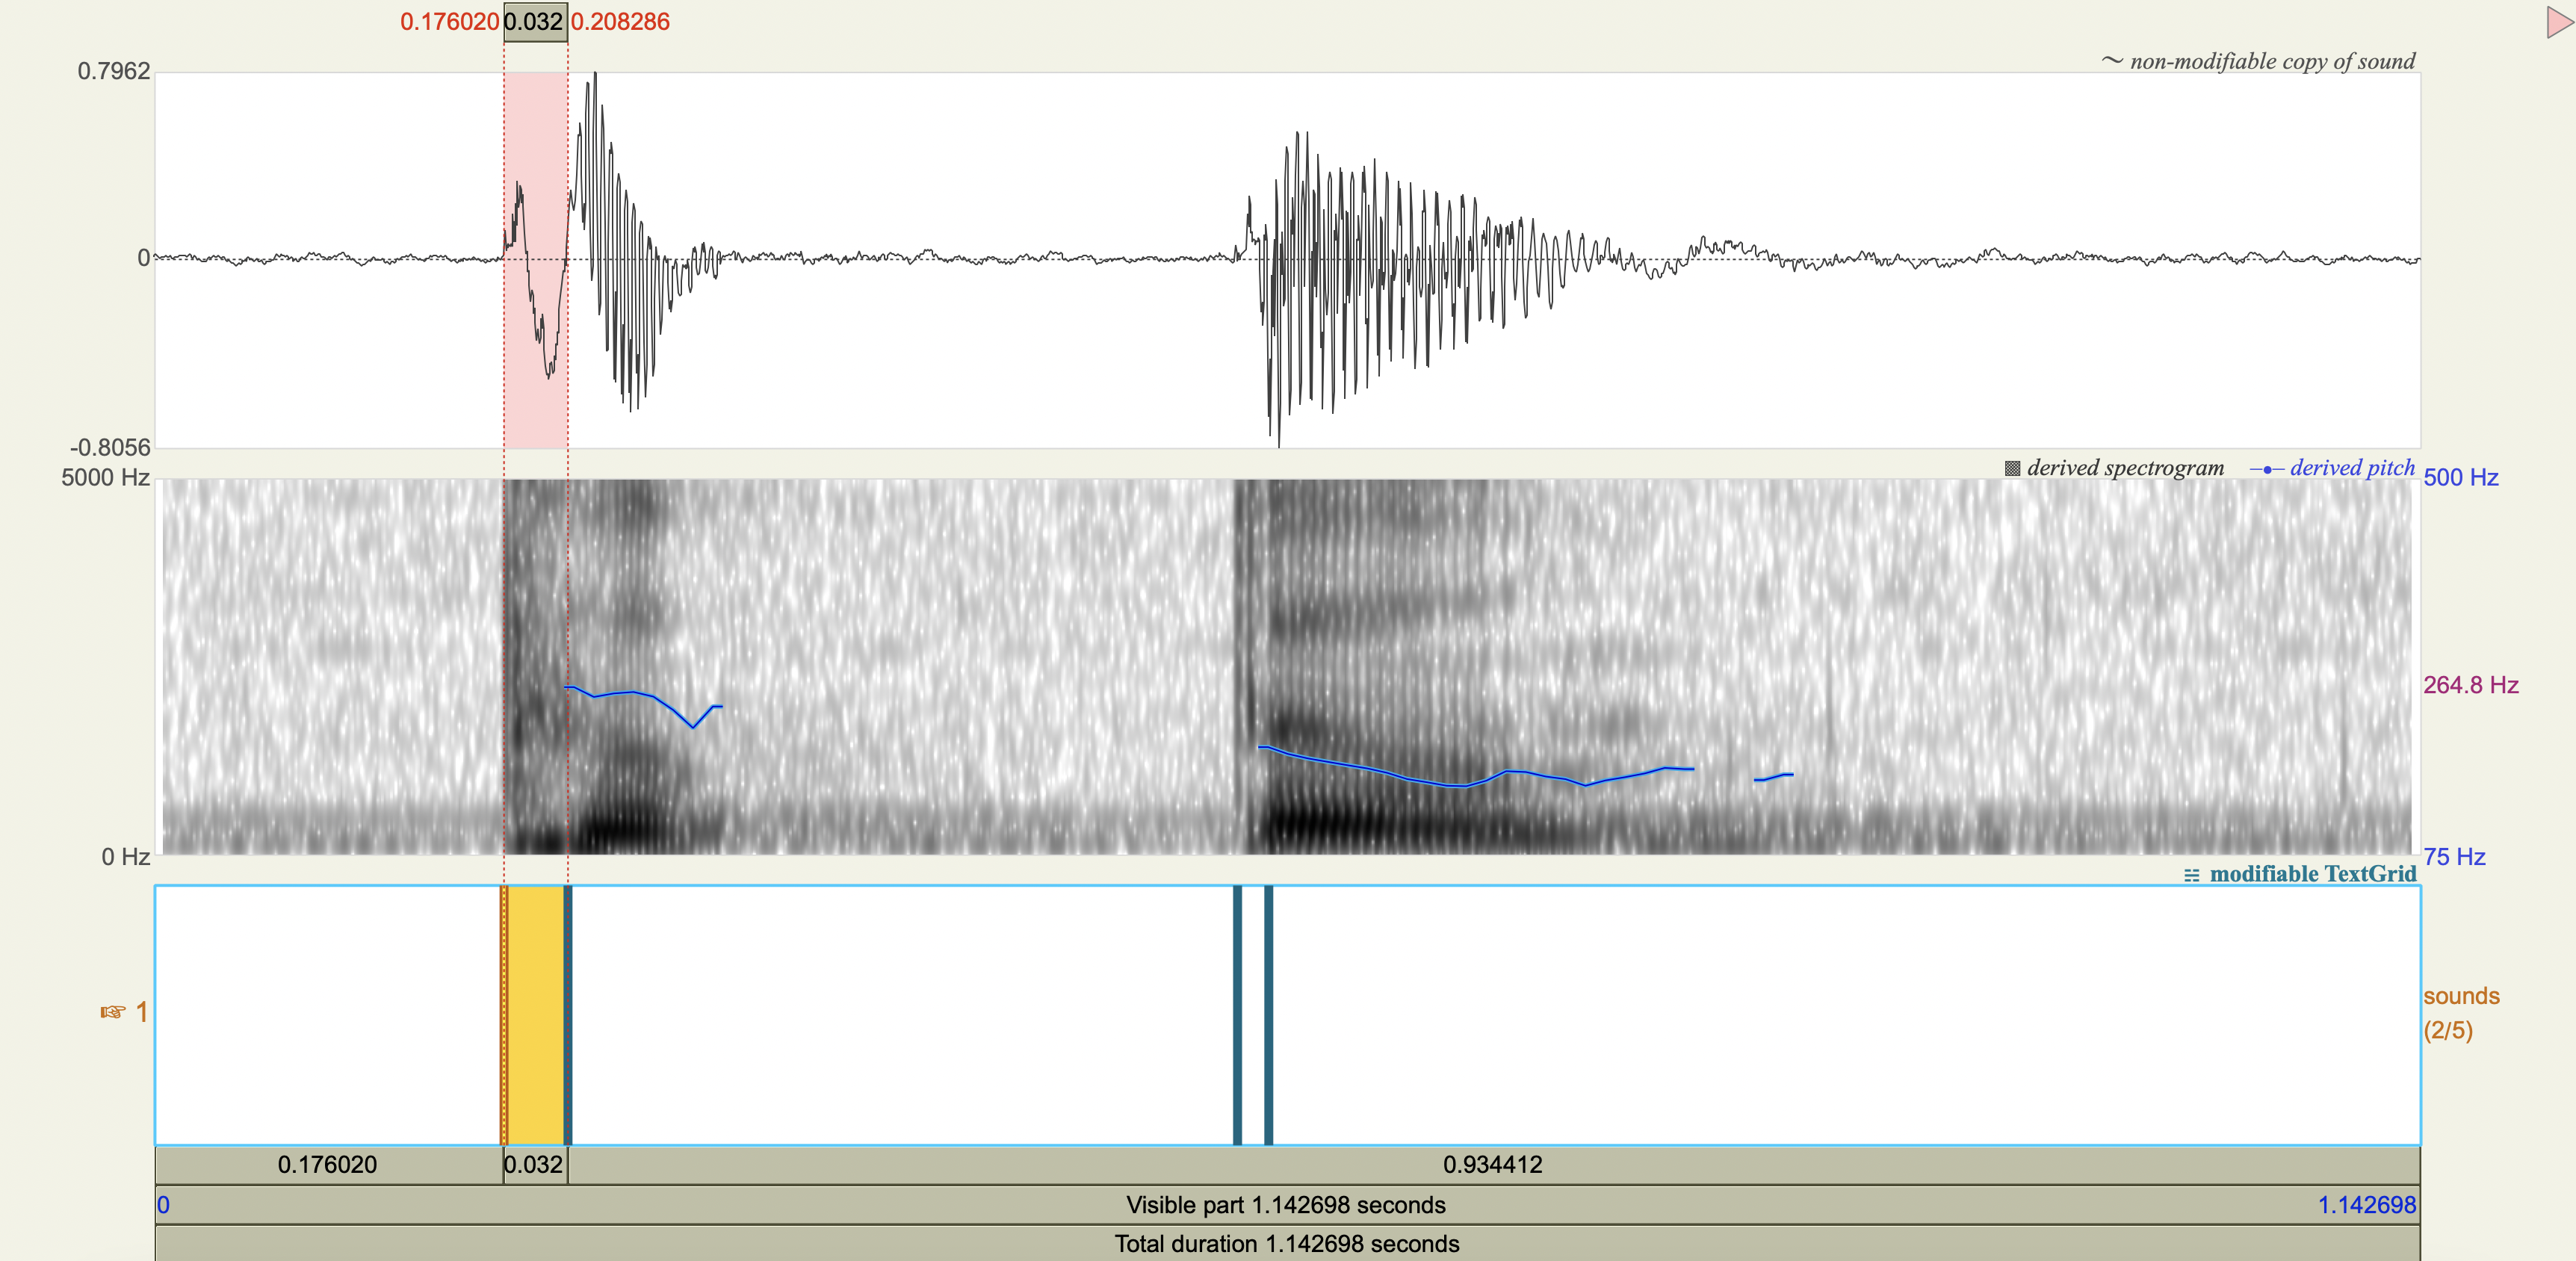 0.176020 0.032 0.208286
0.7962
~ non-modifiable copy of sound
0
-0.8056
5000 Hz
derived spectrogram derived pitch
500 Hz
264.8 Hz
0 Hz
75 Hz
modifiable TextGrid
☞ 1
sounds
(2/5)
0.176020 0.032 0.934412
0 Visible part 1.142698 seconds 1.142698
Total duration 1.142698 seconds